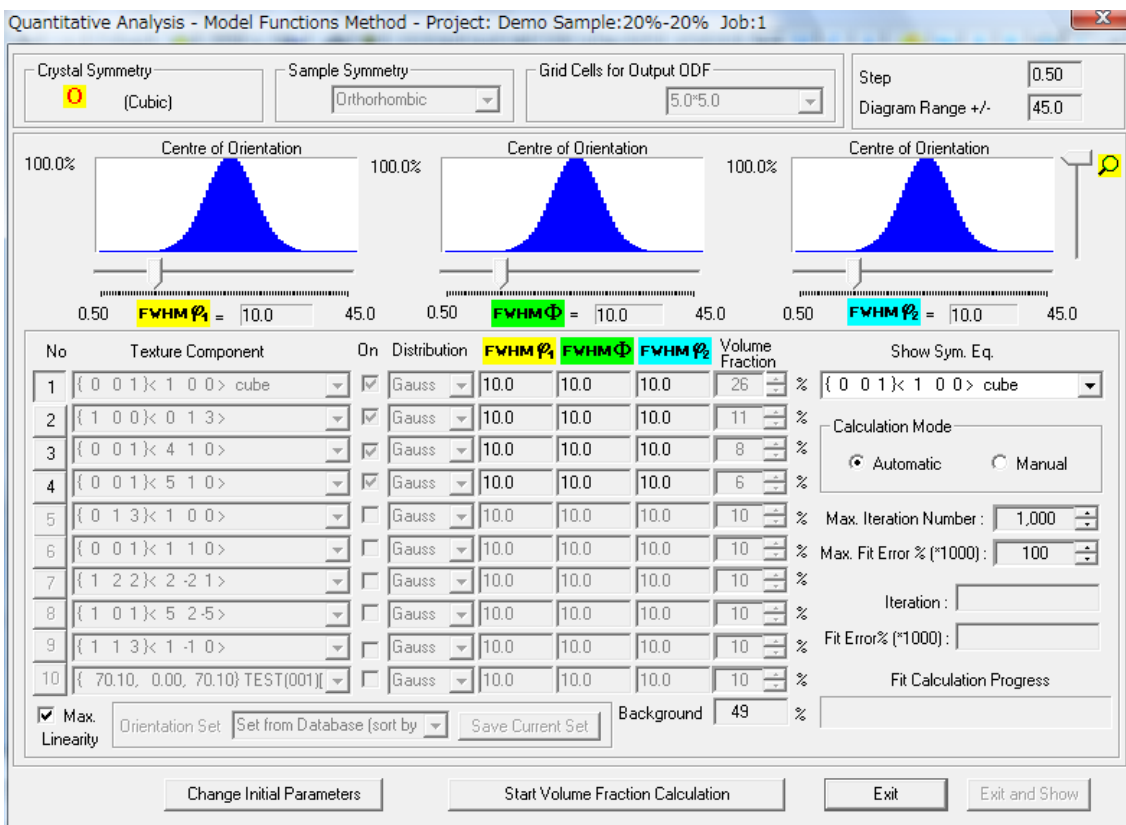 Quantitative Analysis - Model Functions Method - Project: Demo Sample:20%-20% Job:1
Crystal Symmetry
O (Cubic)
Sample Symmetry
Orthorhombic
Grid Cells for Output ODF
5.0*5.0
Step 0.50
Diagram Range +/- 45.0
Centre of Orientation Centre of Orientation Centre of Orientation
100.0% 100.0% 100.0%
0.50 FWHM φ1 = 10.0 45.0 0.50 FWHM Φ = 10.0 45.0 0.50 FWHM φ2 = 10.0 45.0
No Texture Component On Distribution FWHM φ1 FWHM Φ FWHM φ2 Volume Fraction Show Sym. Eq.
1 { 0 0 1}< 1 0 0> cube Gauss 10.0 10.0 10.0 26 % { 0 0 1}< 1 0 0> cube
2 { 1 0 0}< 0 1 3> Gauss 10.0 10.0 10.0 11 %
3 { 0 0 1}< 4 1 0> Gauss 10.0 10.0 10.0 8 %
4 { 0 0 1}< 5 1 0> Gauss 10.0 10.0 10.0 6 %
5 { 0 1 3}< 1 0 0> Gauss 10.0 10.0 10.0 10 %
6 { 0 0 1}< 1 1 0> Gauss 10.0 10.0 10.0 10 %
7 { 1 2 2}< 2 -2 1> Gauss 10.0 10.0 10.0 10 %
8 { 1 0 1}< 5 2 -5> Gauss 10.0 10.0 10.0 10 %
9 { 1 1 3}< 1 -1 0> Gauss 10.0 10.0 10.0 10 %
10 { 70.10, 0.00, 70.10} TEST(001)[ Gauss 10.0 10.0 10.0 10 %
Calculation Mode
Automatic Manual
Max. Iteration Number : 1,000
Max. Fit Error % (*1000) : 100
Iteration :
Fit Error% (*1000) :
Fit Calculation Progress
Max. Linearity
Orientation Set Set from Database (sort by Save Current Set
Background 49 %
Change Initial Parameters Start Volume Fraction Calculation Exit Exit and Show